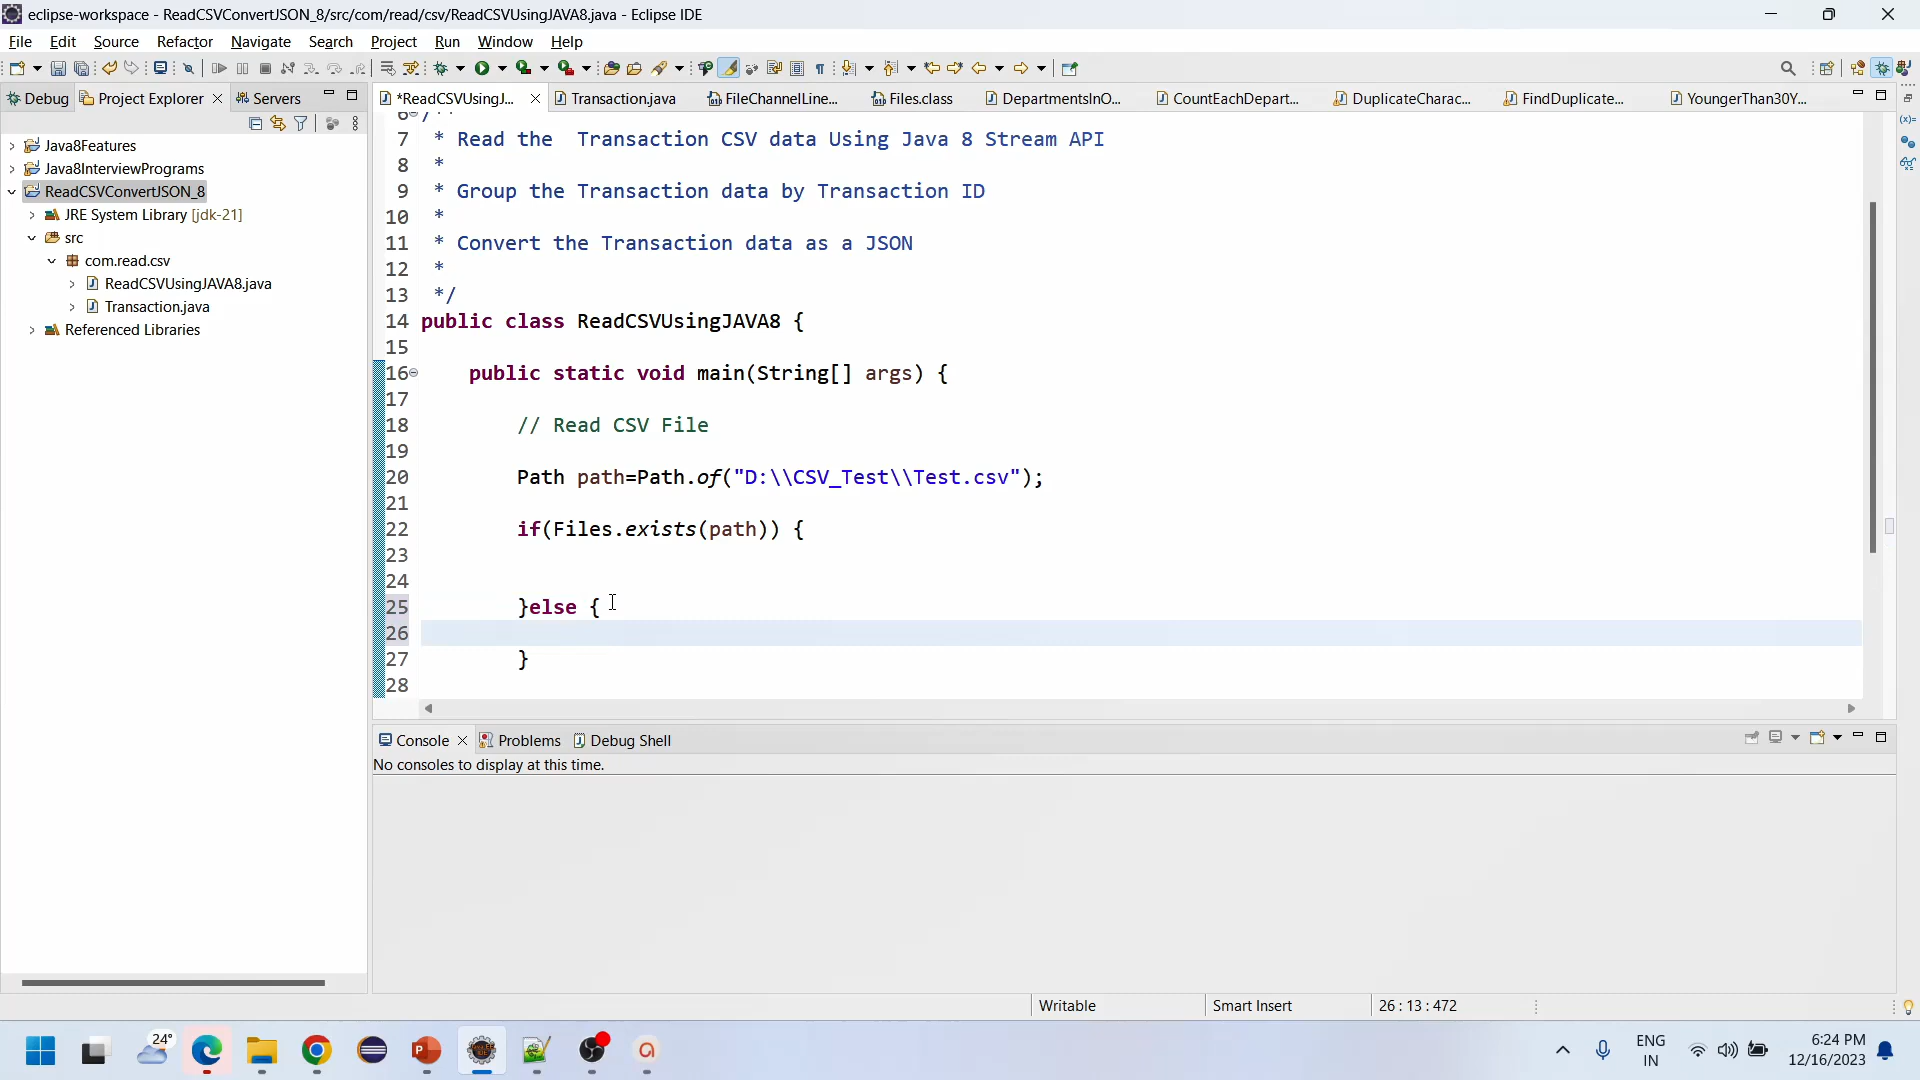 eclipse-workspace - ReadCSVConvertJSON_8/src/com/read/csv/ReadCSVUsingJAVA8.java - Eclipse IDE
File Edit Source Refactor Navigate Search Project Run Window Help
Debug Project Explorer Servers
*ReadCSVUsingJ... Transaction.java FileChannelLine... Files.class DepartmentsInO... CountEachDepart... DuplicateCharac... FindDuplicate... YoungerThan30Y...
Java8Features
Java8InterviewPrograms
ReadCSVConvertJSON_8
JRE System Library [jdk-21]
src
com.read.csv
ReadCSVUsingJAVA8.java
Transaction.java
Referenced Libraries
7 * Read the  Transaction CSV data Using Java 8 Stream API
8 *
9 * Group the Transaction data by Transaction ID
10 *
11 * Convert the Transaction data as a JSON
12 *
13 */
14 public class ReadCSVUsingJAVA8 {
15
16 public static void main(String[] args) {
17
18 // Read CSV File
19
20 Path path=Path.of("D:\\CSV_Test\\Test.csv");
21
22 if(Files.exists(path)) {
23
24
25 }else {
26
27 }
28
Console Problems Debug Shell
No consoles to display at this time.
Writable Smart Insert 26 : 13 : 472
24°
ENG
IN
6:24 PM
12/16/2023